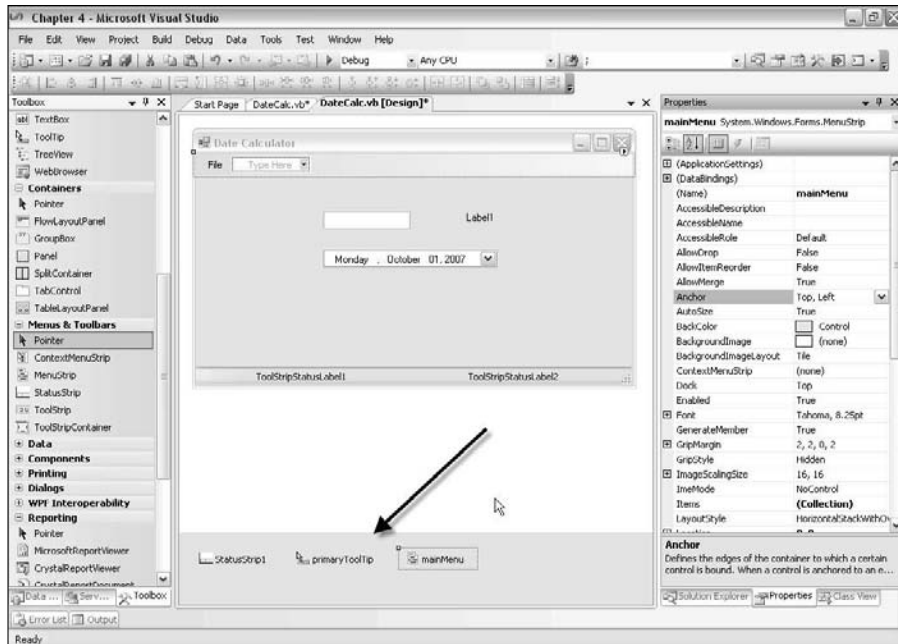 Chapter 4 - Microsoft Visual Studio
File Edit View Project Build Debug Data Tools Test Window Help
Debug Any CPU
Toolbox
TextBox
ToolTip
TreeView
WebBrowser
Containers
Pointer
FlowLayoutPanel
GroupBox
Panel
SplitContainer
TabControl
TableLayoutPanel
Menus & Toolbars
Pointer
ContextMenuStrip
MenuStrip
StatusStrip
ToolStrip
ToolStripContainer
Data
Components
Printing
Dialogs
WPF Interoperability
Reporting
Pointer
MicrosoftReportViewer
CrystalReportViewer
CrystalReportDocument
Data ... Serv... Toolbox
Start Page DateCalc.vb* DateCalc.vb [Design]*
Date Calculator
File Type Here
Label1
Monday , October 01, 2007
ToolStripStatusLabel1 ToolStripStatusLabel2
StatusStrip1 primaryToolTip mainMenu
Properties
mainMenu System.Windows.Forms.MenuStrip
(ApplicationSettings)
(DataBindings)
(Name) mainMenu
AccessibleDescription
AccessibleName
AccessibleRole Default
AllowDrop False
AllowItemReorder False
AllowMerge True
Anchor Top, Left
AutoSize True
BackColor Control
BackgroundImage (none)
BackgroundImageLayout Tile
ContextMenuStrip (none)
Dock Top
Enabled True
Font Tahoma, 8.25pt
GenerateMember True
GripMargin 2, 2, 0, 2
GripStyle Hidden
ImageScalingSize 16, 16
ImeMode NoControl
Items (Collection)
LayoutStyle HorizontalStackWithOv
Anchor
Defines the edges of the container to which a certain
control is bound. When a control is anchored to an e...
Solution Explorer Properties Class View
Error List Output
Ready